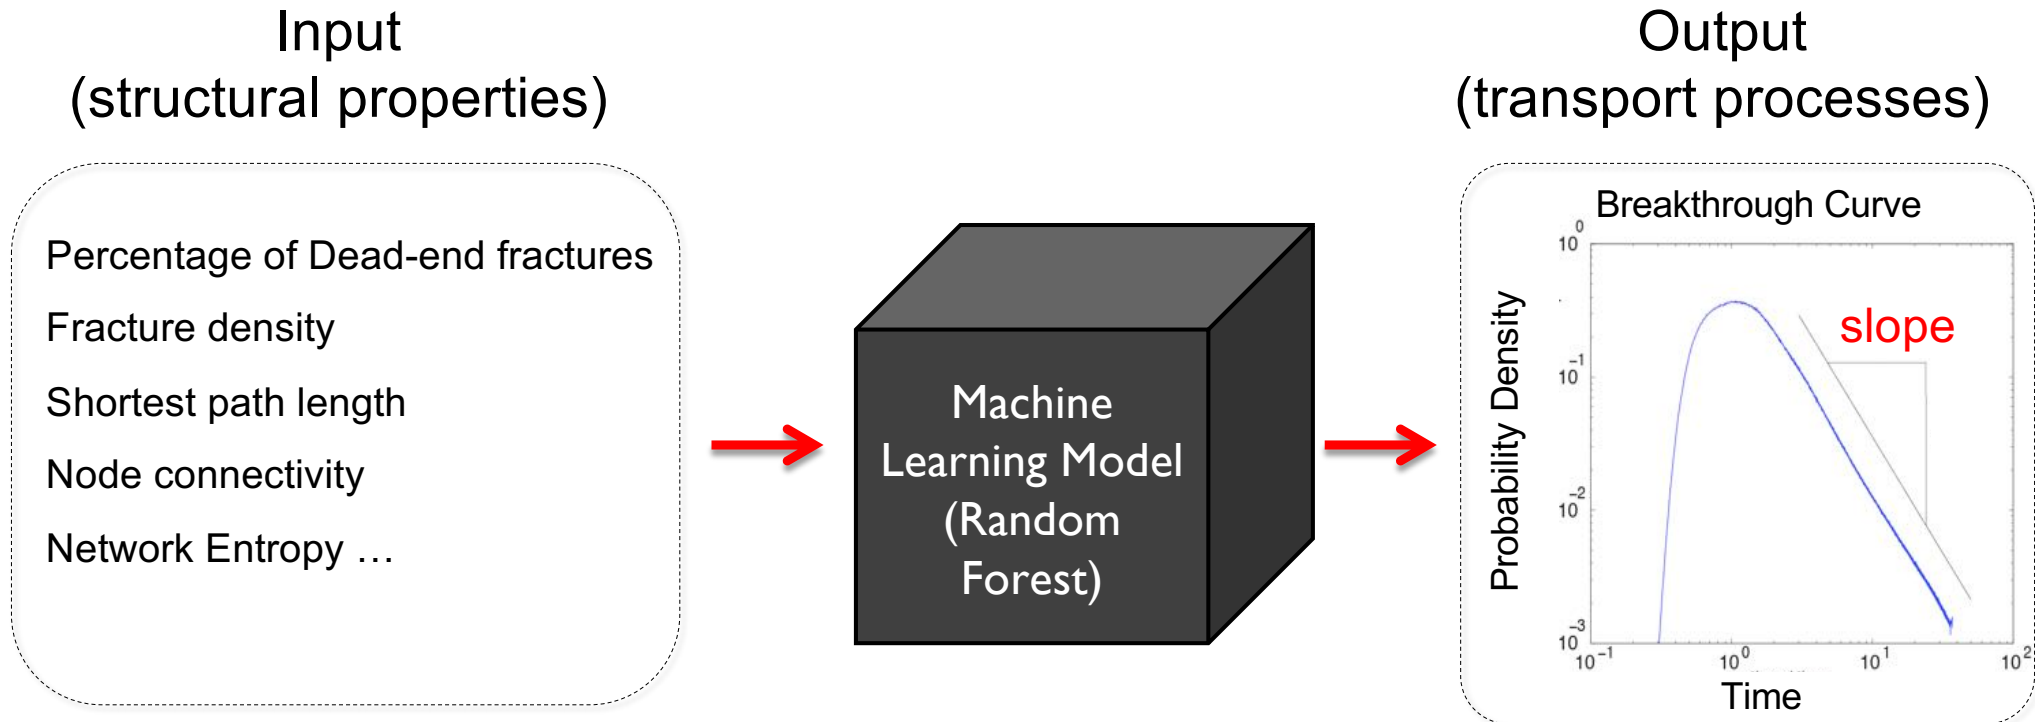 Input
(structural properties)
Percentage of Dead-end fractures
Fracture density
Shortest path length
Node connectivity
Network Entropy …
Machine
Learning Model
(Random
Forest)
Output
(transport processes)
Breakthrough Curve
Probability Density
10^0
10^-1
10^-2
10^-3
slope
10^-1 10^0 10^1 10^2
Time